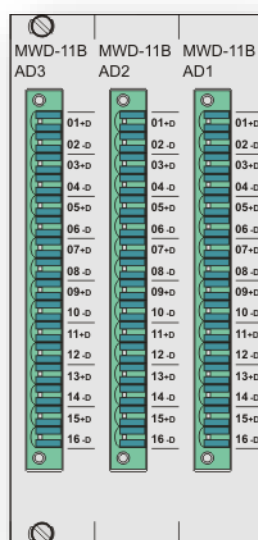 MWD-11B MWD-11B MWD-11B
AD3 AD2 AD1
01+D 01+D 01+D
02-D 02-D 02-D
03+D 03+D 03+D
04-D 04-D 04-D
05+D 05+D 05+D
06-D 06-D 06-D
07+D 07+D 07+D
08-D 08-D 08-D
09+D 09+D 09+D
10-D 10-D 10-D
11+D 11+D 11+D
12-D 12-D 12-D
13+D 13+D 13+D
14-D 14-D 14-D
15+D 15+D 15+D
16-D 16-D 16-D